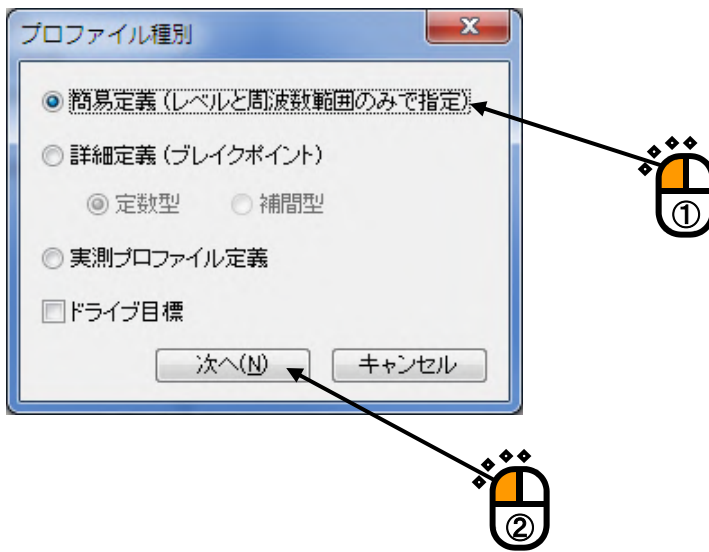 プロファイル種別
簡易定義(レベルと周波数範囲のみで指定)
①
詳細定義(ブレイクポイント)
定数型 補間型
実測プロファイル定義
ドライブ目標
次へ(N) キャンセル
②